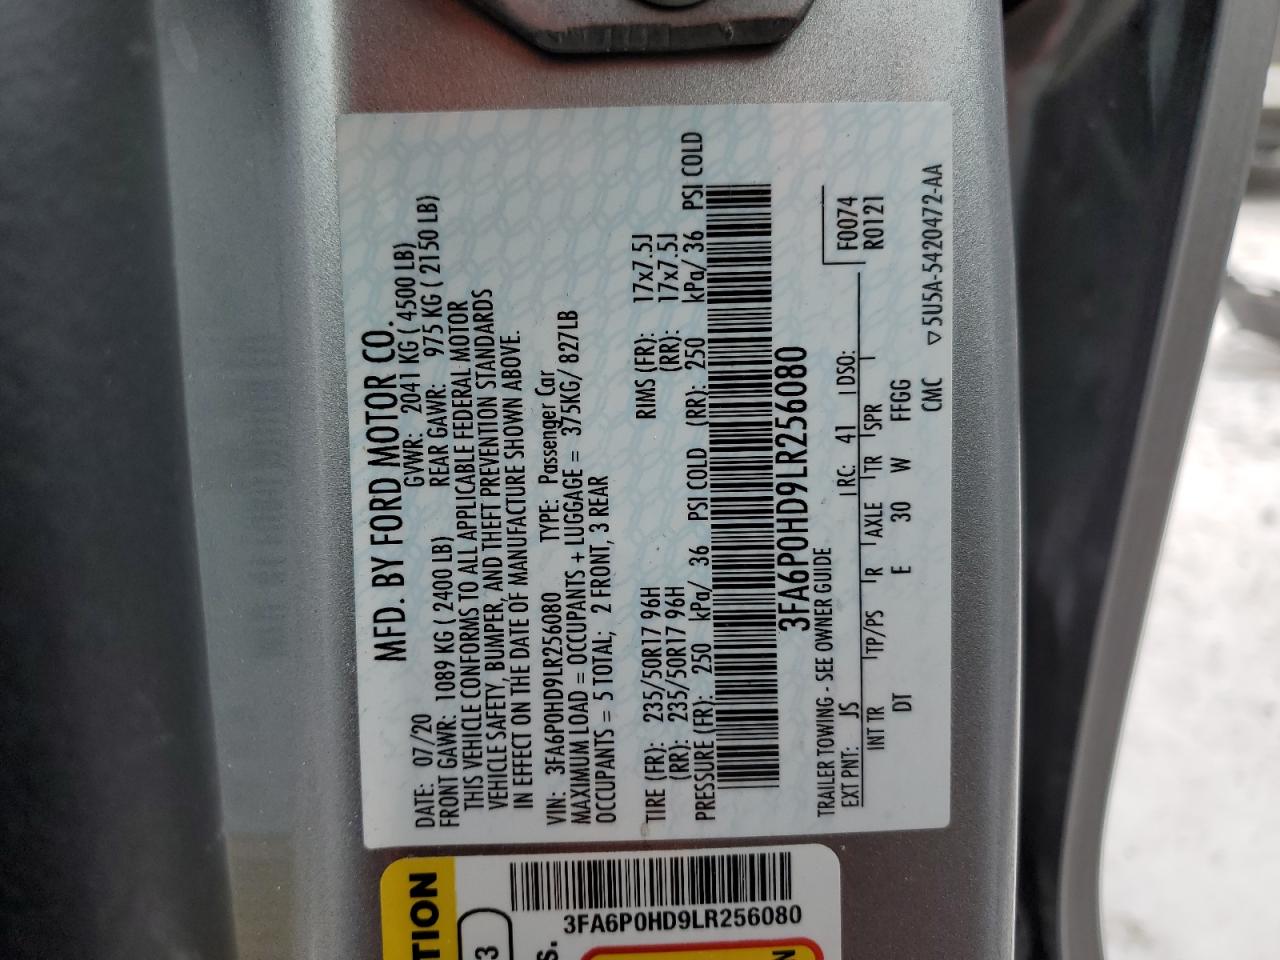 MFD. BY FORD MOTOR CO.
DATE: 07/20 GVWR: 2041 KG ( 4500 LB)
FRONT GAWR: 1089 KG ( 2400 LB) REAR GAWR: 975 KG ( 2150 LB)
THIS VEHICLE CONFORMS TO ALL APPLICABLE FEDERAL MOTOR
VEHICLE SAFETY, BUMPER, AND THEFT PREVENTION STANDARDS
IN EFFECT ON THE DATE OF MANUFACTURE SHOWN ABOVE.
VIN: 3FA6P0HD9LR256080 TYPE: Passenger Car
MAXIMUM LOAD = OCCUPANTS + LUGGAGE = 375KG/ 827LB
OCCUPANTS = 5 TOTAL; 2 FRONT, 3 REAR
TIRE (FR): 235/50R17 96H RIMS (FR): 17x7.5J
(RR): 235/50R17 96H (RR): 17x7.5J
PRESSURE (FR): 250 kPa/ 36 PSI COLD (RR): 250 kPa/ 36 PSI COLD
3FA6P0HD9LR256080
TRAILER TOWING - SEE OWNER GUIDE
EXT PNT: JS RC: 41 DSO: F0074
INT TR TP/PS R AXLE TR SPR R0121
DT E 30 W FFGG
CMC ▽5U5A-5420472-AA
TION
3
S.
3FA6P0HD9LR256080
N